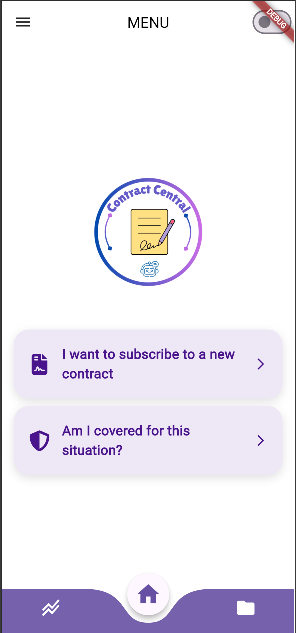 MENU
DEBUG
Contract Central
I want to subscribe to a new
contract
Am I covered for this
situation?